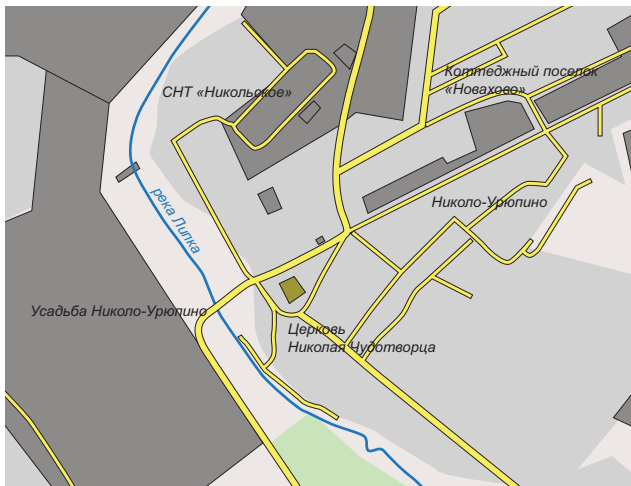 Коттеджный поселок
«Новахово»
СНТ «Никольское»
Николо-Урюпино
река Липка
Усадьба Николо-Урюпино
Церковь
Николая Чудотворца